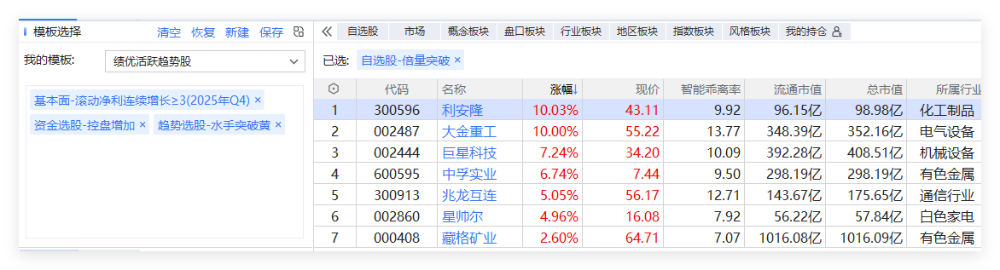 模板选择 清空 恢复 新建 保存
我的模板: 绩优活跃趋势股
基本面-滚动净利连续增长≥3(2025年Q4) ×
资金选股-控盘增加 × 趋势选股-水手突破黄 ×
自选股 市场 概念板块 盘口板块 行业板块 地区板块 指数板块 风格板块 我的持仓
已选: 自选股-倍量突破 ×
代码 名称 涨幅↓ 现价 智能乖离率 流通市值 总市值 所属行业
1 300596 利安隆 10.03% 43.11 9.92 96.15亿 98.98亿 化工制品
2 002487 大金重工 10.00% 55.22 13.77 348.39亿 352.16亿 电气设备
3 002444 巨星科技 7.24% 34.20 10.09 392.28亿 408.51亿 机械设备
4 600595 中孚实业 6.74% 7.44 9.50 298.19亿 298.19亿 有色金属
5 300913 兆龙互连 5.05% 56.17 12.71 143.67亿 175.65亿 通信行业
6 002860 星帅尔 4.96% 16.08 7.92 56.22亿 57.84亿 白色家电
7 000408 藏格矿业 2.60% 64.71 7.07 1016.08亿 1016.09亿 有色金属